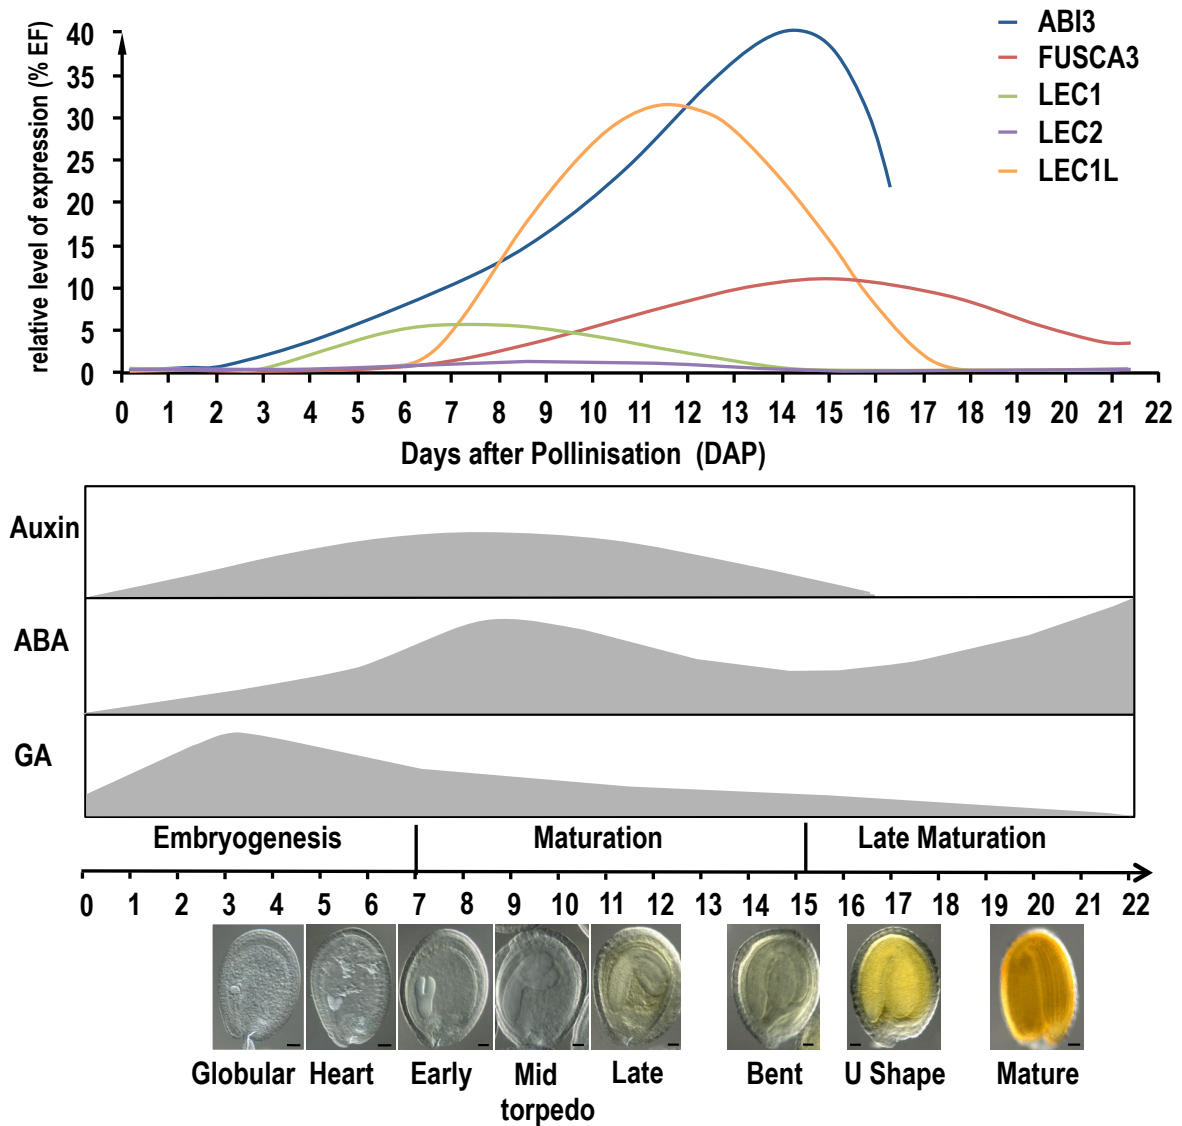 relative level of expression (% EF)
40
35
30
25
20
15
10
5
0
ABI3
FUSCA3
LEC1
LEC2
LEC1L
0 1 2 3 4 5 6 7 8 9 10 11 12 13 14 15 16 17 18 19 20 21 22
Days after Pollinisation (DAP)
Auxin
ABA
GA
Embryogenesis Maturation Late Maturation
0 1 2 3 4 5 6 7 8 9 10 11 12 13 14 15 16 17 18 19 20 21 22
Globular Heart Early Mid Late Bent U Shape Mature
torpedo